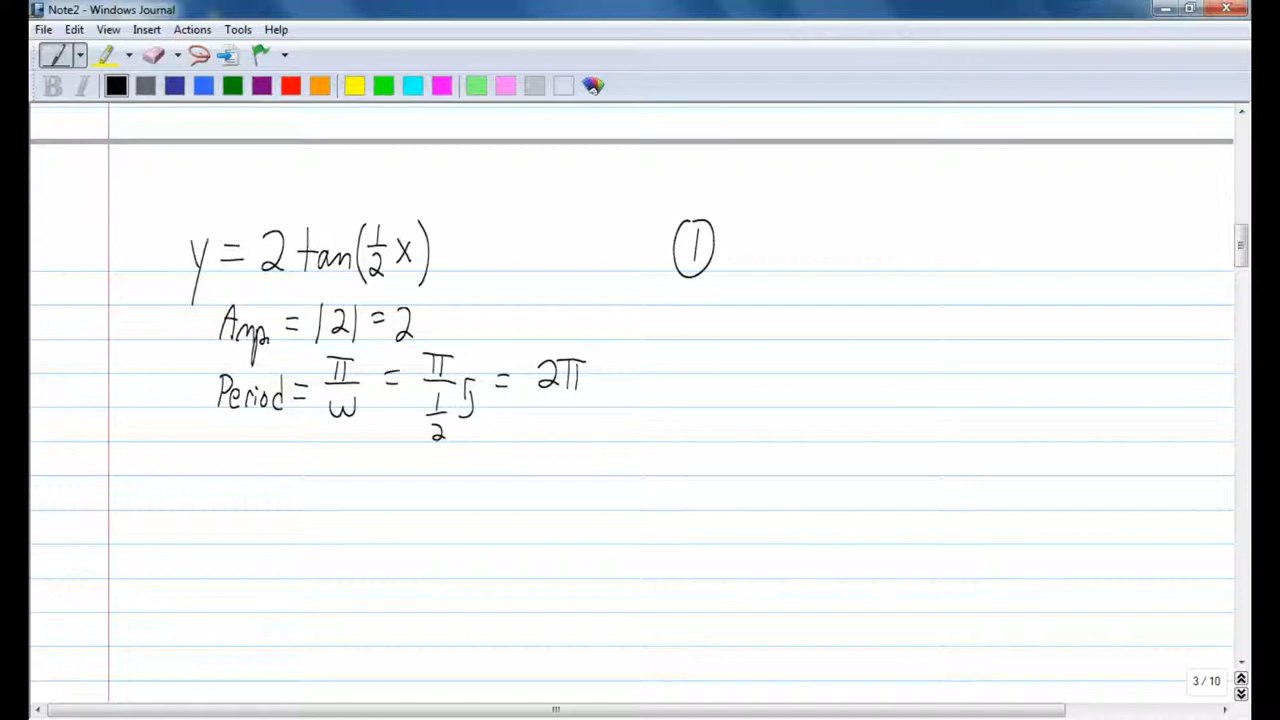 Note2 - Windows Journal
File Edit View Insert Actions Tools Help
B I
y = 2 tan(1/2 x)
①
Amp = |2| = 2
Period = π/ω = π/(1/2) = 2π
3 / 10